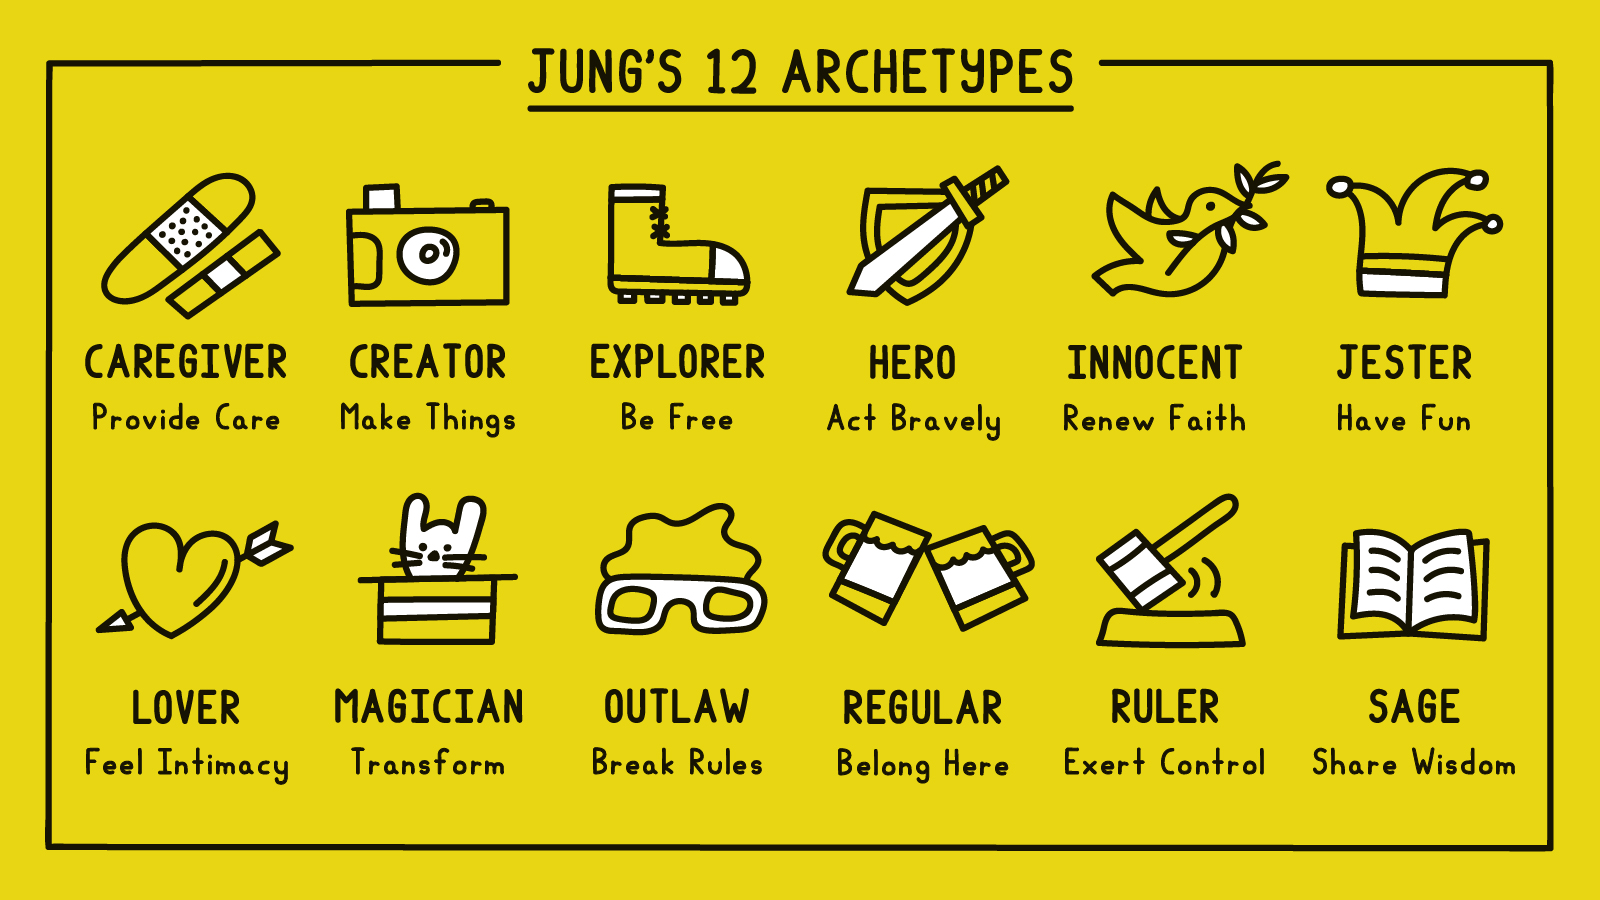 JUNG'S 12 ARCHETYPES
CAREGIVER
Provide Care
CREATOR
Make Things
EXPLORER
Be Free
HERO
Act Bravely
INNOCENT
Renew Faith
JESTER
Have Fun
LOVER
Feel Intimacy
MAGICIAN
Transform
OUTLAW
Break Rules
REGULAR
Belong Here
RULER
Exert Control
SAGE
Share Wisdom